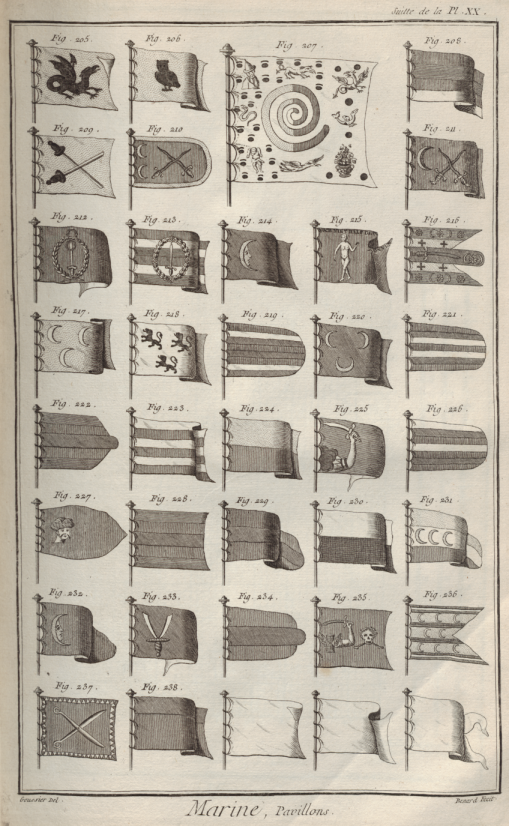 Suitte de la Pl. XX.
Fig. 205. Fig. 206. Fig. 207. Fig. 208.
Fig. 209. Fig. 210 Fig. 211.
Fig. 212. Fig. 213. Fig. 214. Fig. 215. Fig. 216.
Fig. 217. Fig. 218. Fig. 219. Fig. 220. Fig. 221.
Fig. 222. Fig. 223. Fig. 224. Fig. 225 Fig. 226.
Fig. 227. Fig. 228. Fig. 229. Fig. 230. Fig. 231.
Fig. 232. Fig. 233. Fig. 234. Fig. 235. Fig. 236.
Fig. 237. Fig. 238.
Goussier Del. Benard Fecit
Marine, Pavillons.